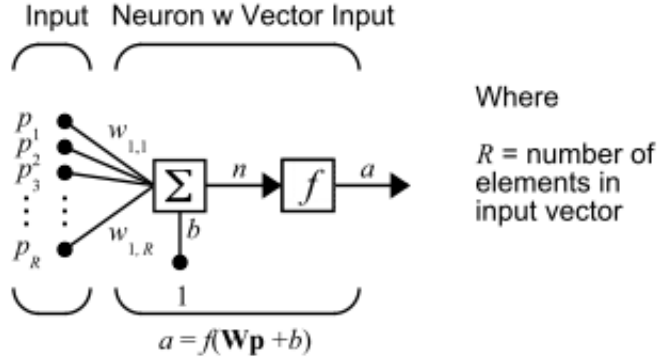 Input Neuron w Vector Input
p1
p2
p3
pR
w1,1
w1, R
Σ
n
f
a
b
1
a = f(Wp +b)
Where
R = number of
elements in
input vector